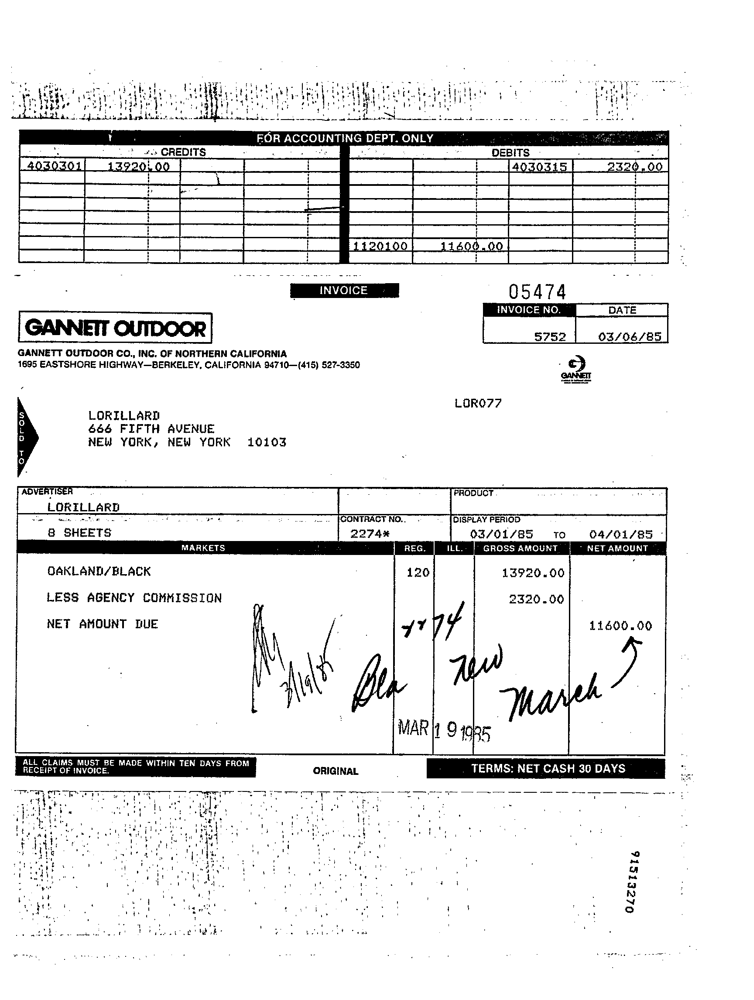 FOR ACCOUNTING DEPT. ONLY
CREDITS DEBITS
4030301 13920.00 4030315 2320.00
1120100 11600.00
INVOICE 05474
INVOICE NO. DATE
GANNETT OUTDOOR 5752 03/06/85
GANNETT OUTDOOR CO., INC. OF NORTHERN CALIFORNIA
1695 EASTSHORE HIGHWAY—BERKELEY, CALIFORNIA 94710—(415) 527-3350
GANNETT
LOR077
SOLD TO
LORILLARD
666 FIFTH AVENUE
NEW YORK, NEW YORK 10103
ADVERTISER PRODUCT
LORILLARD
CONTRACT NO. DISPLAY PERIOD
8 SHEETS 2274* 03/01/85 TO 04/01/85
MARKETS REG. ILL. GROSS AMOUNT NET AMOUNT
OAKLAND/BLACK 120 13920.00
LESS AGENCY COMMISSION 2320.00
NET AMOUNT DUE 11600.00
3/19/85
new
March
MAR 19 1985
ALL CLAIMS MUST BE MADE WITHIN TEN DAYS FROM
RECEIPT OF INVOICE.
ORIGINAL TERMS: NET CASH 30 DAYS
91513270